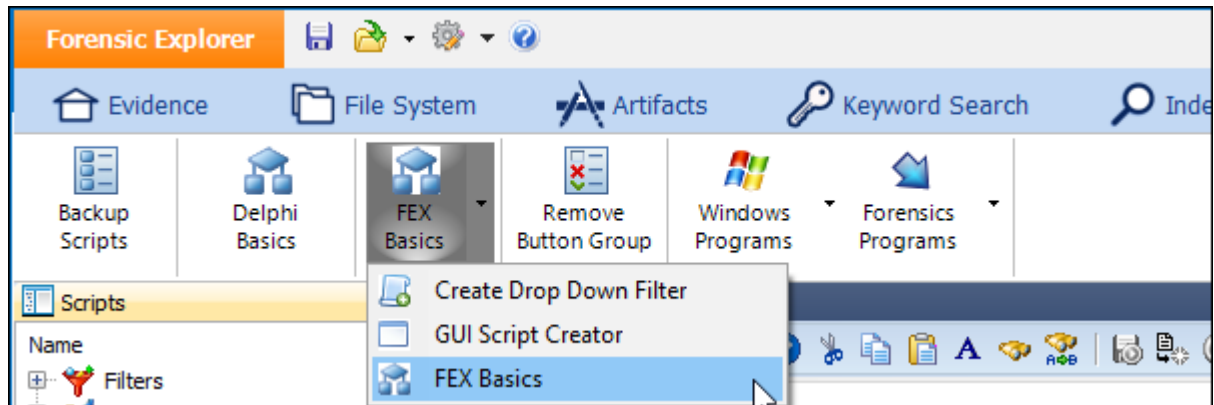 Forensic Explorer
Evidence File System Artifacts Keyword Search Inde
Backup Scripts
Delphi Basics
FEX Basics
Remove Button Group
Windows Programs
Forensics Programs
Create Drop Down Filter
GUI Script Creator
FEX Basics
Scripts
Name
Filters